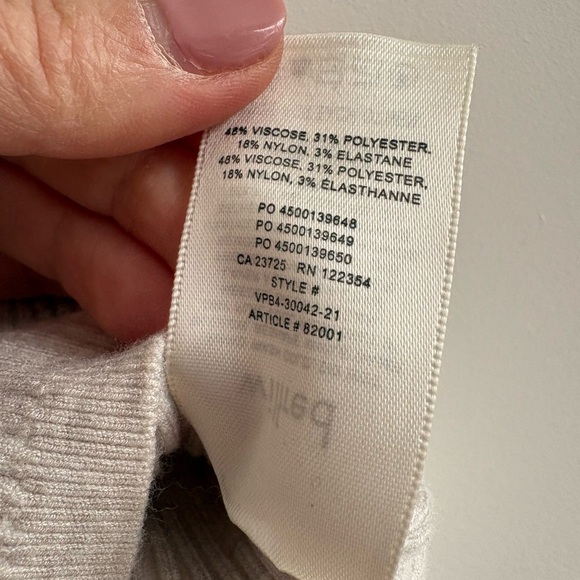 48% VISCOSE, 31% POLYESTER,
18% NYLON, 3% ELASTANE
48% VISCOSE, 31% POLYESTER,
18% NYLON, 3% ELASTHANNE
PO 4500139648
PO 4500139649
PO 4500139650
CA 23725 RN 122354
STYLE #
VPB4-30042-21
ARTICLE # 82001
wilfred